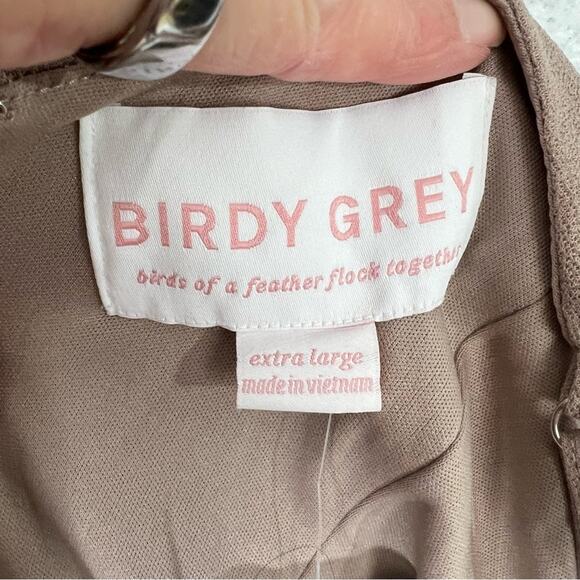 BIRDY GREY
birds of a feather flock together
extra large
made in vietnam